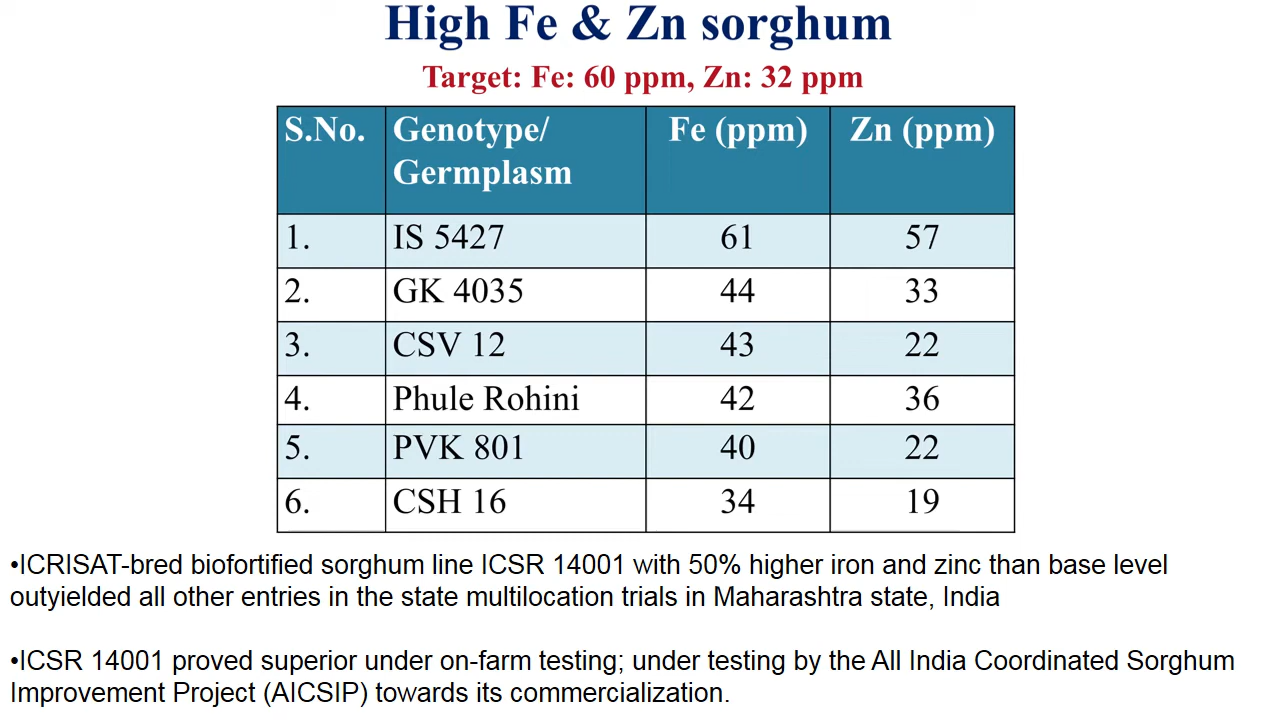 High Fe & Zn sorghum
Target: Fe: 60 ppm, Zn: 32 ppm
S.No. Genotype/ Germplasm Fe (ppm) Zn (ppm)
1. IS 5427 61 57
2. GK 4035 44 33
3. CSV 12 43 22
4. Phule Rohini 42 36
5. PVK 801 40 22
6. CSH 16 34 19
•ICRISAT-bred biofortified sorghum line ICSR 14001 with 50% higher iron and zinc than base level
outyielded all other entries in the state multilocation trials in Maharashtra state, India
•ICSR 14001 proved superior under on-farm testing; under testing by the All India Coordinated Sorghum
Improvement Project (AICSIP) towards its commercialization.